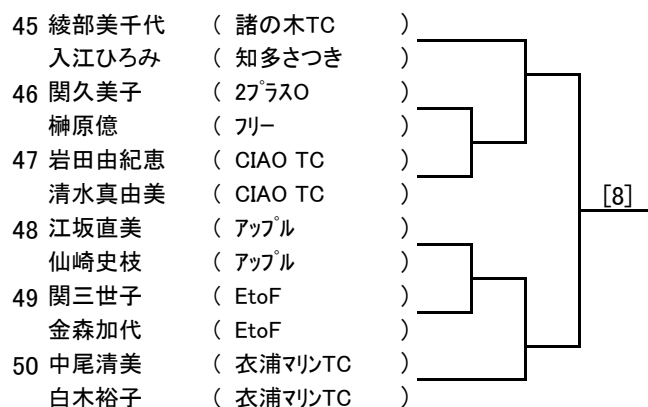 45 綾部美千代 ( 諸の木TC )
入江ひろみ ( 知多さつき )
46 関久美子 ( 2ﾌﾟﾗｽO )
榊原億 ( ﾌﾘｰ )
47 岩田由紀恵 ( CIAO TC )
清水真由美 ( CIAO TC )
[8]
48 江坂直美 ( ｱｯﾌﾟﾙ )
仙崎史枝 ( ｱｯﾌﾟﾙ )
49 関三世子 ( EtoF )
金森加代 ( EtoF )
50 中尾清美 ( 衣浦ﾏﾘﾝTC )
白木裕子 ( 衣浦ﾏﾘﾝTC )